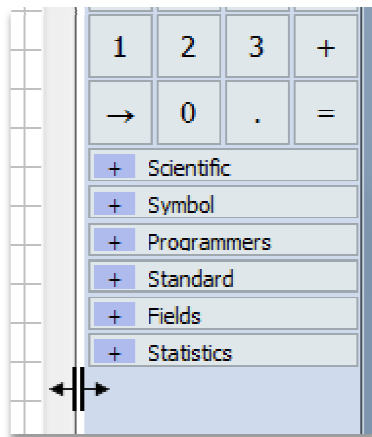 1 2 3 +
→ 0 . =
+ Scientific
+ Symbol
+ Programmers
+ Standard
+ Fields
+ Statistics